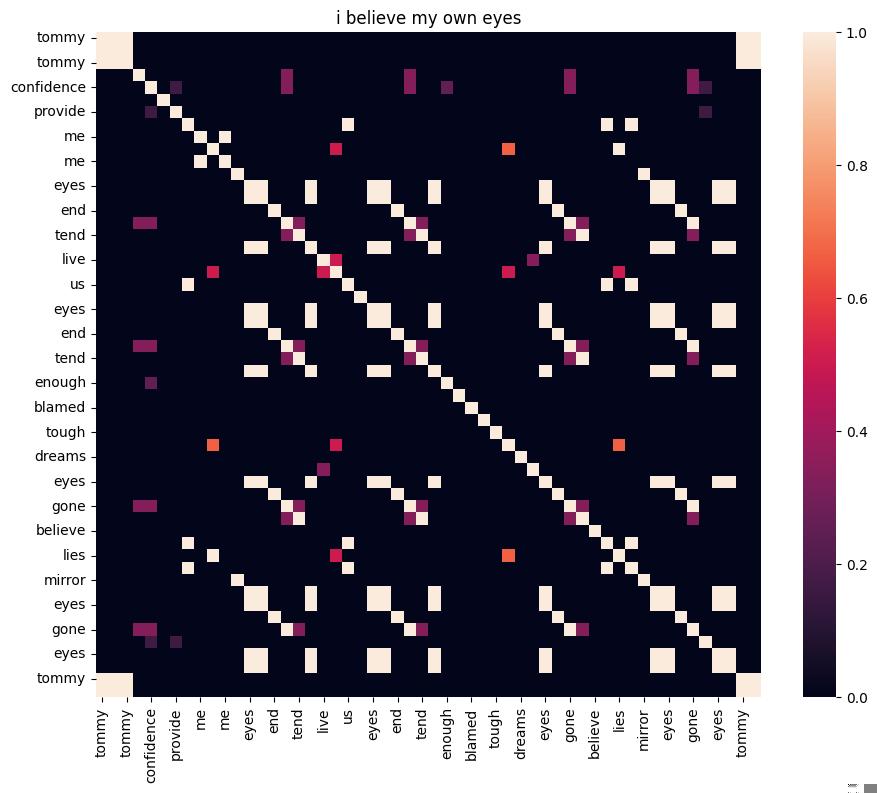 i believe my own eyes
tommy
tommy
confidence
provide
me
me
eyes
end
tend
live
us
eyes
end
tend
enough
blamed
tough
dreams
eyes
gone
believe
lies
mirror
eyes
gone
eyes
tommy
1.0
0.8
0.6
0.4
0.2
0.0
tommy
tommy
confidence
provide
me
me
eyes
end
tend
live
us
eyes
end
tend
enough
blamed
tough
dreams
eyes
gone
believe
lies
mirror
eyes
gone
eyes
tommy